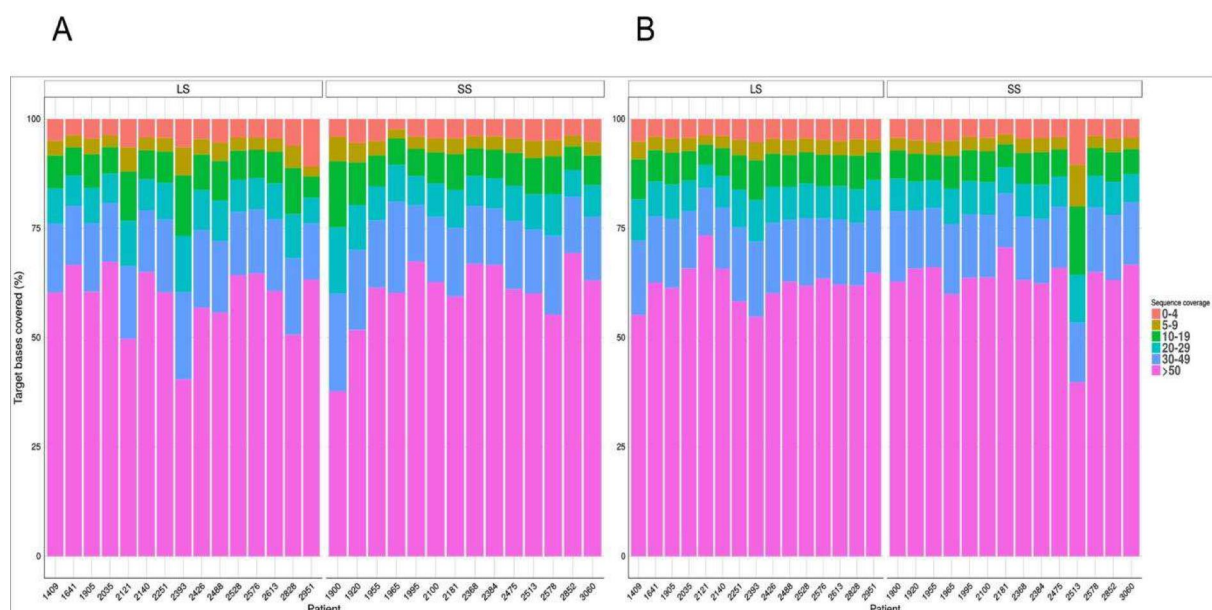 A B
LS SS LS SS
Target bases covered (%)
100
75
50
25
0
100
75
50
25
0
1409 1641 1905 2035 2121 2140 2251 2393 2426 2488 2528 2576 2613 2828 2951 1900 1920 1955 1965 1995 2100 2181 2368 2384 2475 2513 2578 2852 3060
1409 1641 1905 2035 2121 2140 2251 2393 2426 2488 2528 2576 2613 2828 2951 1900 1920 1955 1965 1995 2100 2181 2368 2384 2475 2513 2578 2852 3060
Patient Patient
Sequence coverage
0-4
5-9
10-19
20-29
30-49
>50